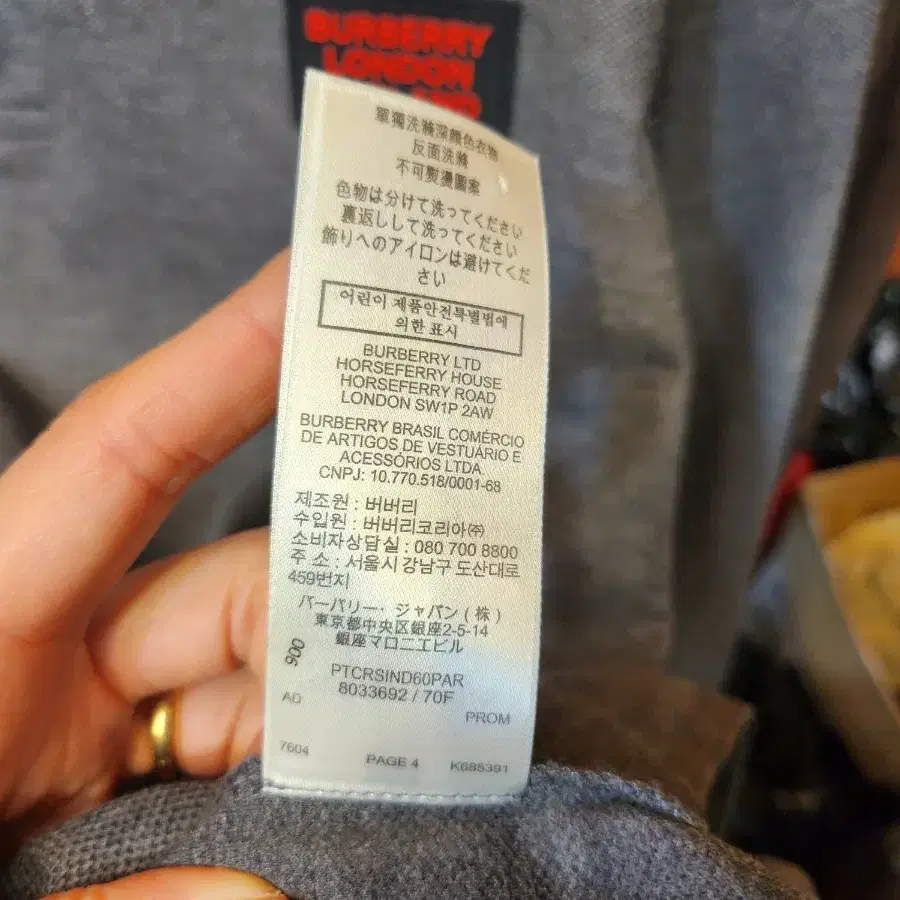 BURBERRY
LONDON
單獨洗滌深顏色衣物
反面洗滌
不可熨燙圖案
色物は分けて洗ってください
裏返しして洗ってください
飾りへのアイロンは避けてくだ
さい
어린이 제품안전특별법에
의한 표시
BURBERRY LTD
HORSEFERRY HOUSE
HORSEFERRY ROAD
LONDON SW1P 2AW
BURBERRY BRASIL COMÉRCIO
DE ARTIGOS DE VESTUÁRIO E
ACESSÓRIOS LTDA
CNPJ: 10.770.518/0001-68
제조원 : 버버리
수입원 : 버버리코리아㈜
소비자상담실 : 080 700 8800
주 소 : 서울시 강남구 도산대로
459번지
バーバリー・ジャパン(株)
東京都中央区銀座2-5-14
銀座マロニエビル
900
PTCRSIND60PAR
8033692 / 70F
AD
PROM
7604
PAGE 4
K685391